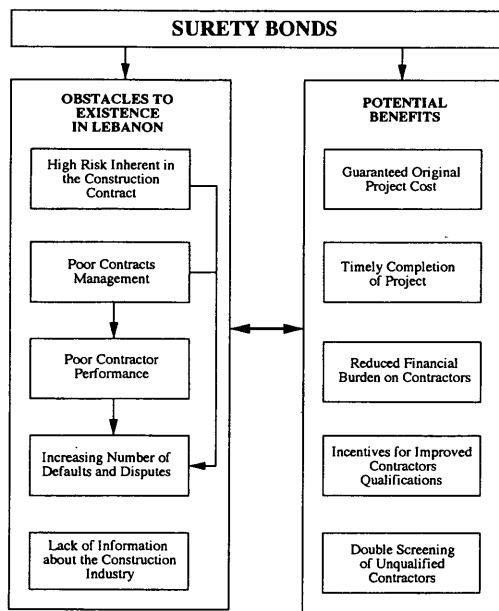 SURETY BONDS
OBSTACLES TO
EXISTENCE
IN LEBANON
High Risk Inherent in
the Construction
Contract
Poor Contracts
Management
Poor Contractor
Performance
Increasing Number of
Defaults and Disputes
Lack of Information
about the Construction
Industry
POTENTIAL
BENEFITS
Guaranteed Original
Project Cost
Timely Completion
of Project
Reduced Financial
Burden on Contractors
Incentives for Improved
Contractors
Qualifications
Double Screening
of Unqualified
Contractors